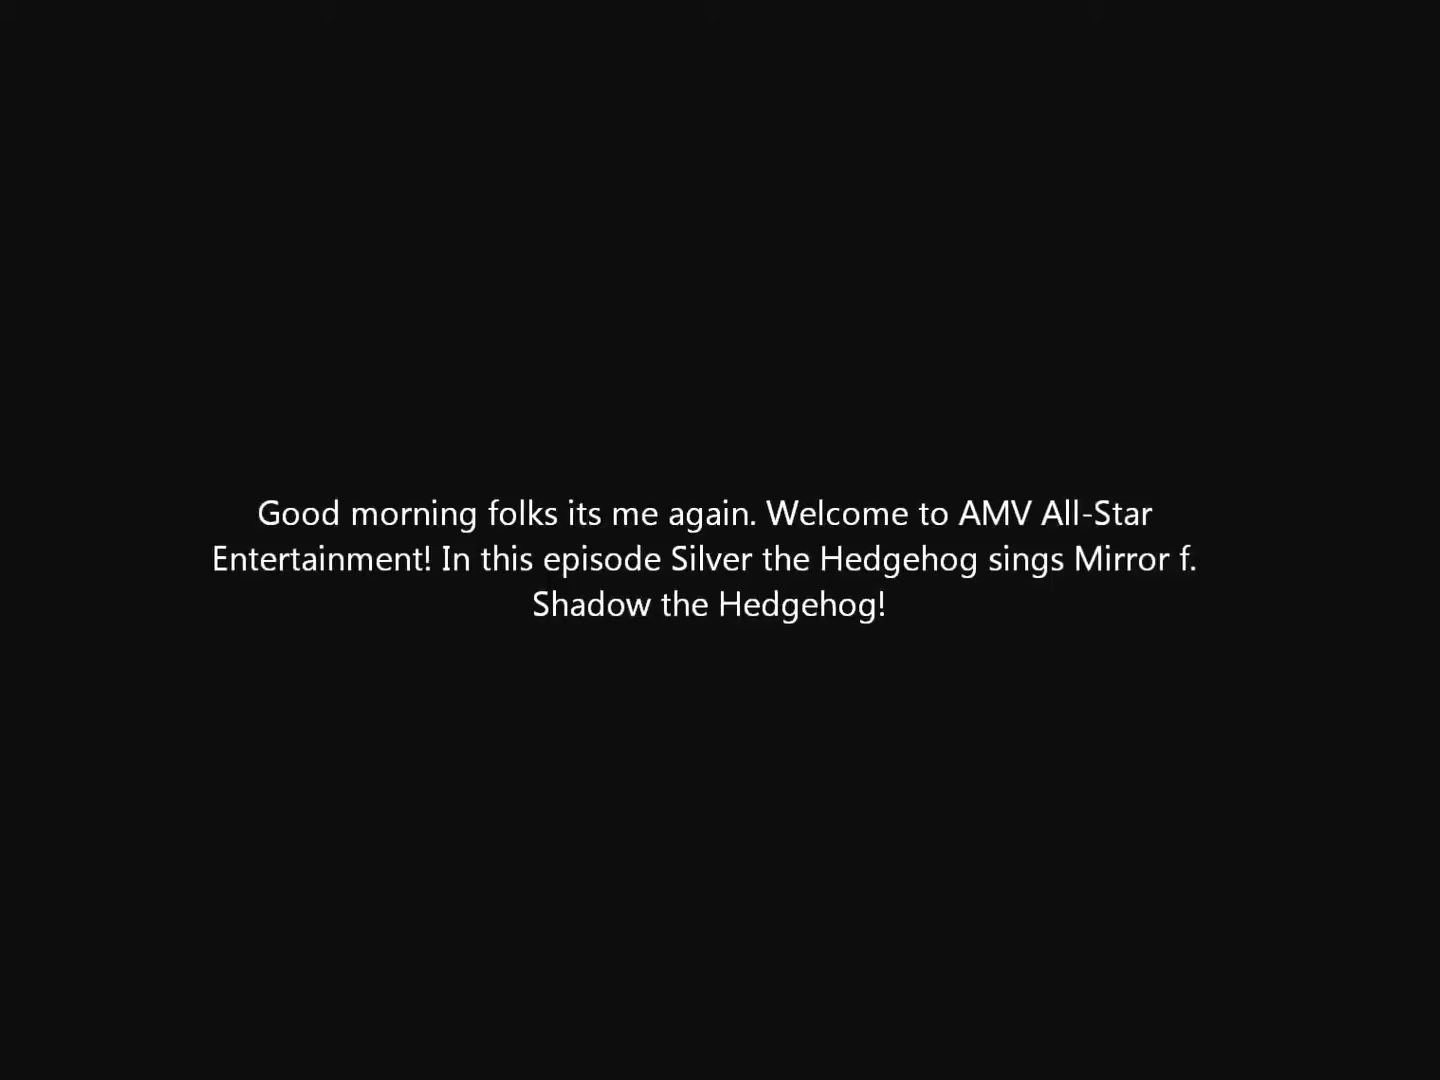 Good morning folks its me again. Welcome to AMV All-Star
Entertainment! In this episode Silver the Hedgehog sings Mirror f.
Shadow the Hedgehog!